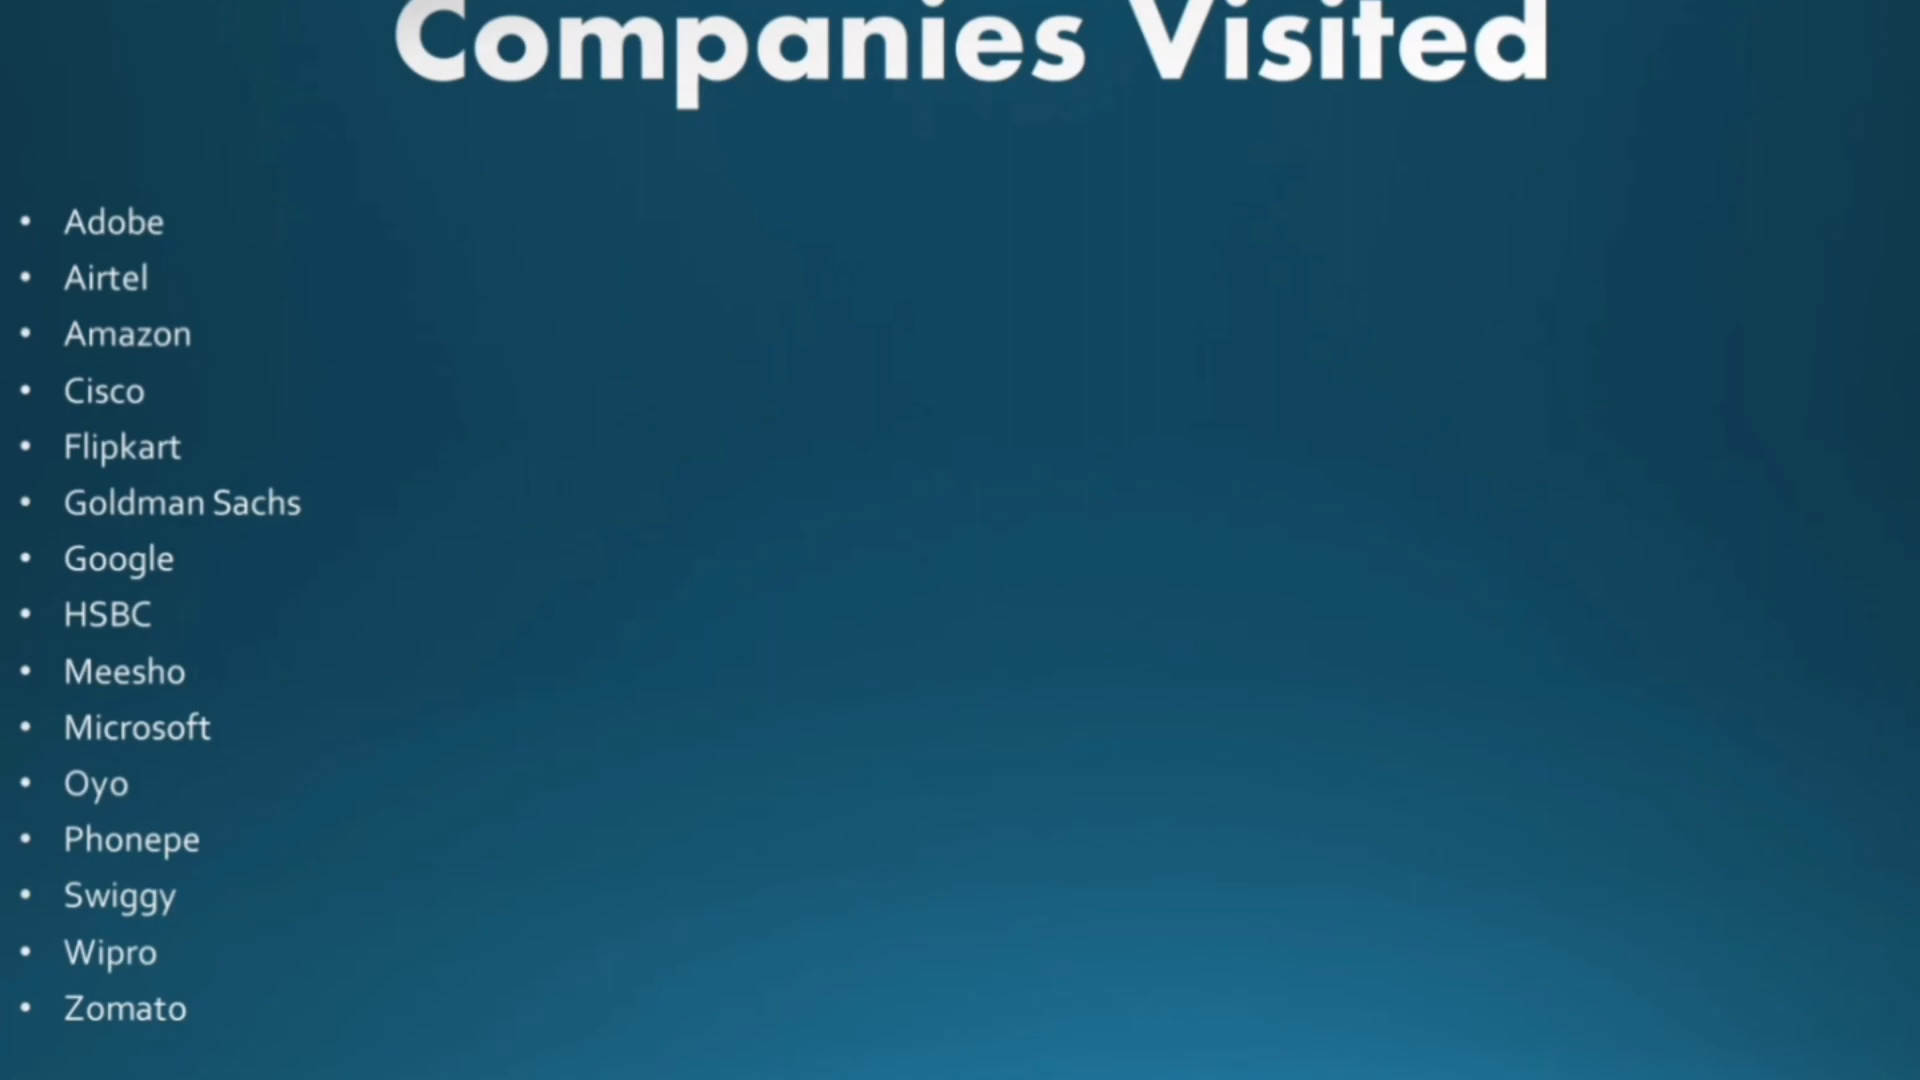 Companies Visited
• Adobe
• Airtel
• Amazon
• Cisco
• Flipkart
• Goldman Sachs
• Google
• HSBC
• Meesho
• Microsoft
• Oyo
• Phonepe
• Swiggy
• Wipro
• Zomato